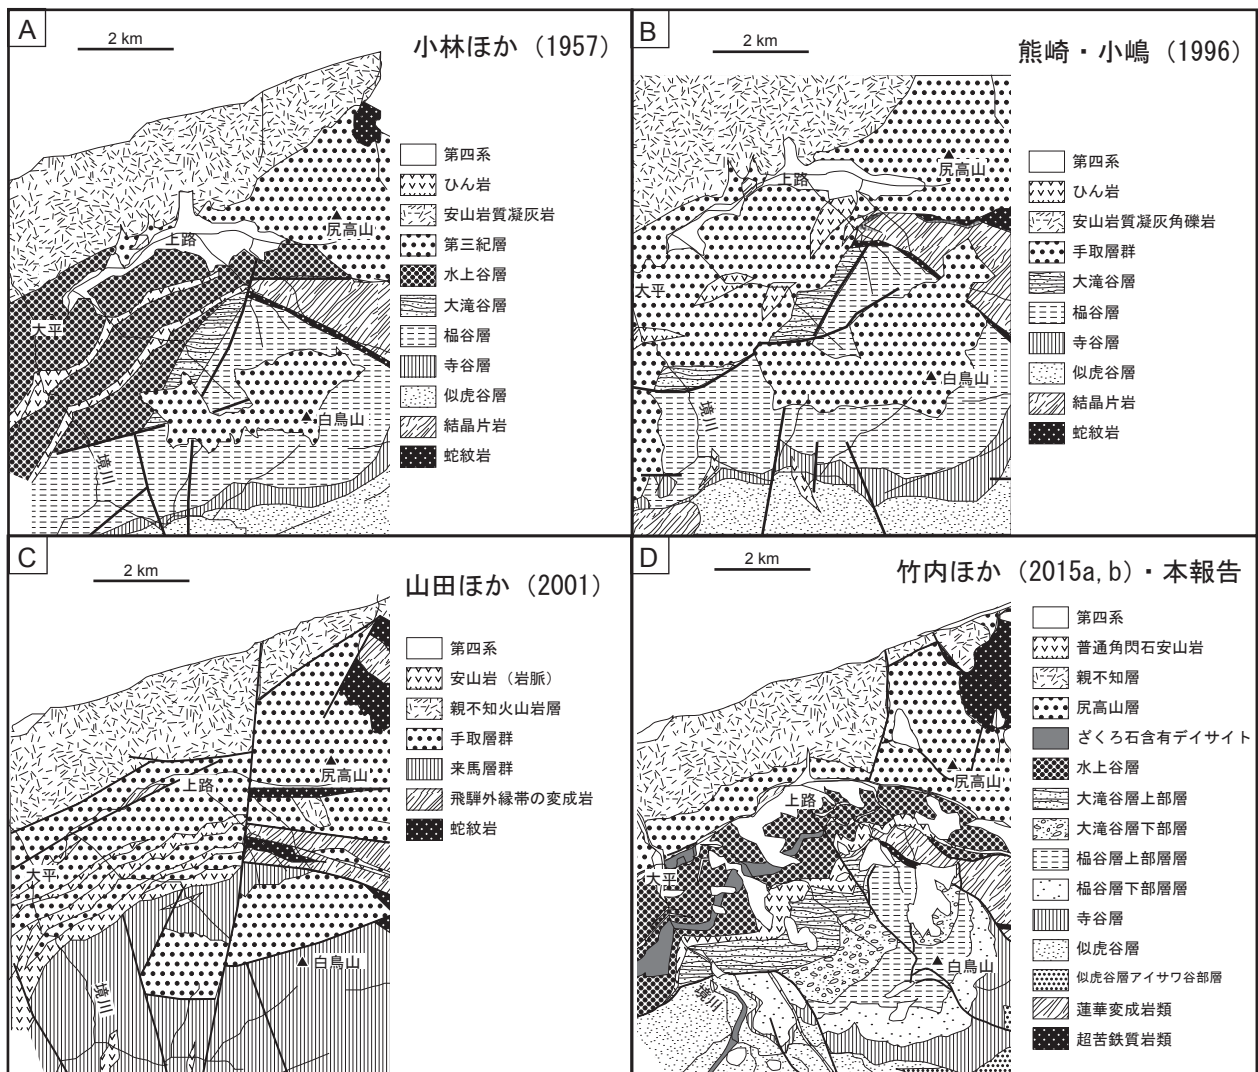 A
2 km
小林ほか (1957)
第四系
ひん岩
安山岩質凝灰岩
第三紀層
水上谷層
大滝谷層
椙谷層
寺谷層
似虎谷層
結晶片岩
蛇紋岩
尻高山
上路
大平
白鳥山
境川
B
2 km
熊崎・小嶋 (1996)
第四系
ひん岩
安山岩質凝灰角礫岩
手取層群
大滝谷層
椙谷層
寺谷層
似虎谷層
結晶片岩
蛇紋岩
尻高山
上路
大平
白鳥山
境川
C
2 km
山田ほか (2001)
第四系
安山岩 (岩脈)
親不知火山岩層
手取層群
来馬層群
飛騨外縁帯の変成岩
蛇紋岩
尻高山
上路
大平
白鳥山
境川
D
2 km
竹内ほか (2015a, b)・本報告
第四系
普通角閃石安山岩
親不知層
尻高山層
ざくろ石含有デイサイト
水上谷層
大滝谷層上部層
大滝谷層下部層
椙谷層上部層層
椙谷層下部層層
寺谷層
似虎谷層
似虎谷層アイサワ谷部層
蓮華変成岩類
超苦鉄質岩類
尻高山
上路
大平
白鳥山
境川